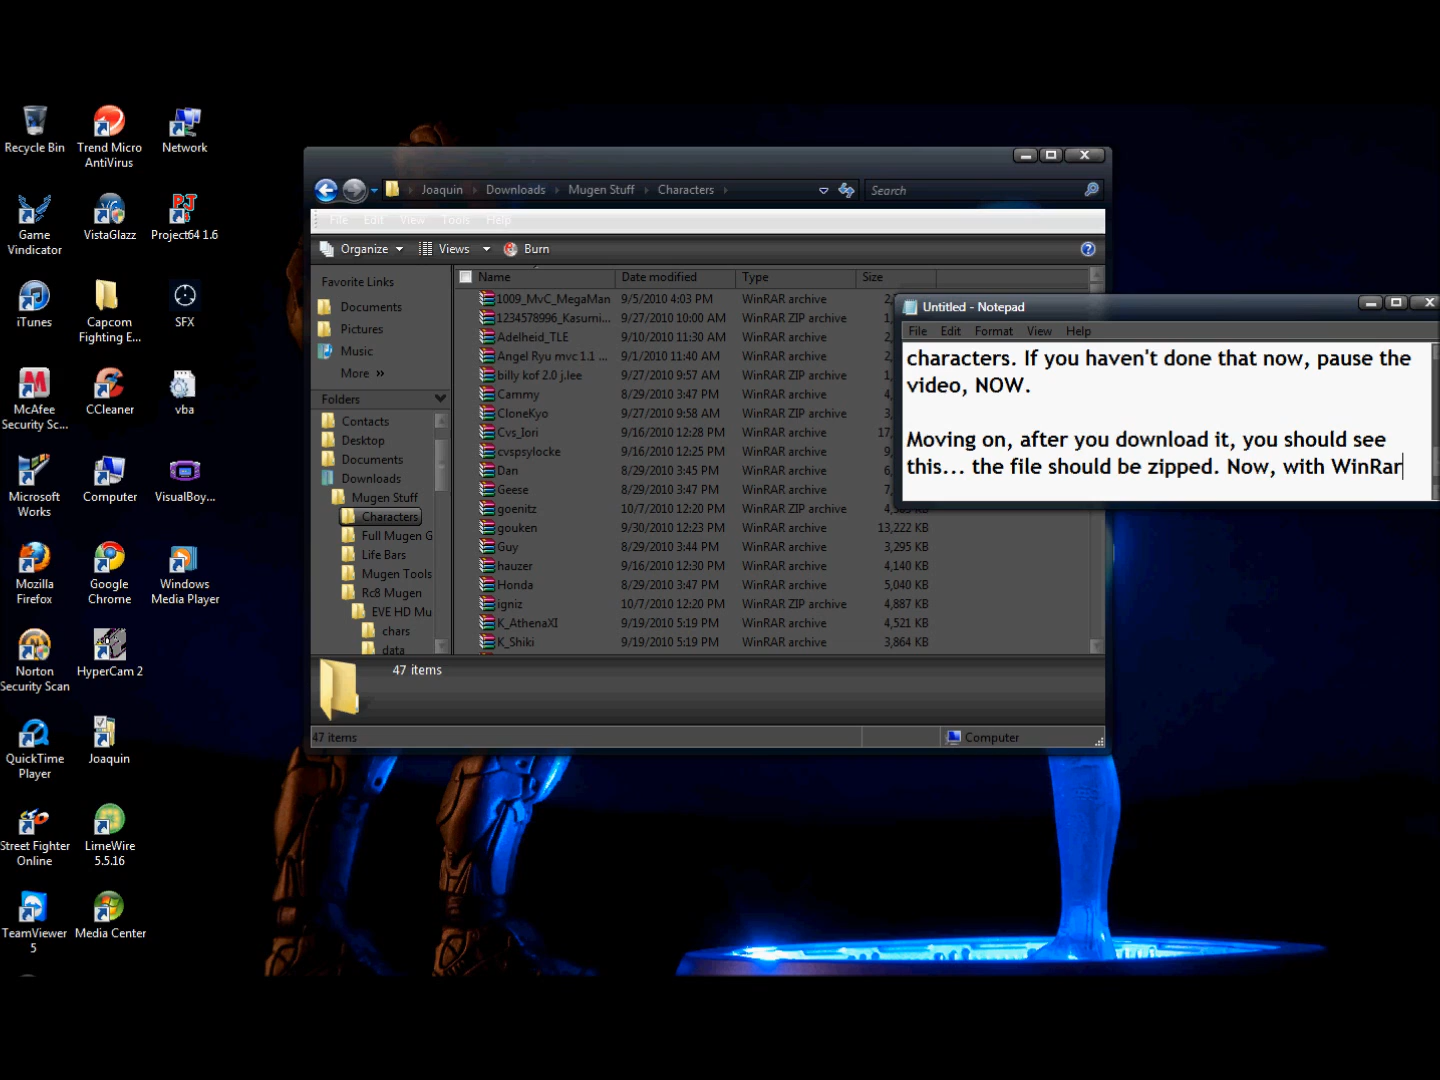 Recycle Bin
Trend Micro
AntiVirus
Network
Game
Vindicator
VistaGlazz
Project64 1.6
iTunes
Capcom
Fighting E...
SFX
McAfee
Security Sc...
CCleaner
vba
Microsoft
Works
Computer
VisualBoy...
Mozilla
Firefox
Google
Chrome
Windows
Media Player
Norton
Security Scan
HyperCam 2
QuickTime
Player
Joaquin
Street Fighter
Online
LimeWire
5.5.16
TeamViewer
5
Media Center
Joaquin Downloads Mugen Stuff Characters
Search
File Edit View Tools Help
Organize Views Burn
Favorite Links
Documents
Pictures
Music
More »
Folders
Contacts
Desktop
Documents
Downloads
Mugen Stuff
Characters
Full Mugen G
Life Bars
Mugen Tools
Rc8 Mugen
EVE HD Mu
chars
data
Name Date modified Type Size
1009_MvC_MegaMan 9/5/2010 4:03 PM WinRAR archive 2,
1234578996_Kasumi... 9/27/2010 10:00 AM WinRAR ZIP archive 1,
Adelheid_TLE 9/10/2010 11:30 AM WinRAR archive 2,
Angel Ryu mvc 1.1 ... 9/1/2010 11:40 AM WinRAR archive 2,
billy kof 2.0 j.lee 9/27/2010 9:57 AM WinRAR ZIP archive 1,
Cammy 8/29/2010 3:47 PM WinRAR archive 4,
CloneKyo 9/27/2010 9:58 AM WinRAR ZIP archive 3,
Cvs_Iori 9/16/2010 12:28 PM WinRAR archive 17,
cvspsylocke 9/16/2010 12:25 PM WinRAR archive 9,
Dan 8/29/2010 3:45 PM WinRAR archive 6,
Geese 8/29/2010 3:47 PM WinRAR archive 7,
goenitz 10/7/2010 12:20 PM WinRAR ZIP archive
gouken 9/30/2010 12:23 PM WinRAR archive 13,222 KB
Guy 8/29/2010 3:44 PM WinRAR archive 3,295 KB
hauzer 9/16/2010 12:30 PM WinRAR archive 4,140 KB
Honda 8/29/2010 3:47 PM WinRAR archive 5,040 KB
igniz 10/7/2010 12:20 PM WinRAR ZIP archive 4,887 KB
K_AthenaXI 9/19/2010 5:19 PM WinRAR archive 4,521 KB
K_Shiki 9/19/2010 5:19 PM WinRAR archive 3,864 KB
47 items
47 items
Computer
Untitled - Notepad
File Edit Format View Help
characters. If you haven't done that now, pause the
video, NOW.
Moving on, after you download it, you should see
this... the file should be zipped. Now, with WinRar